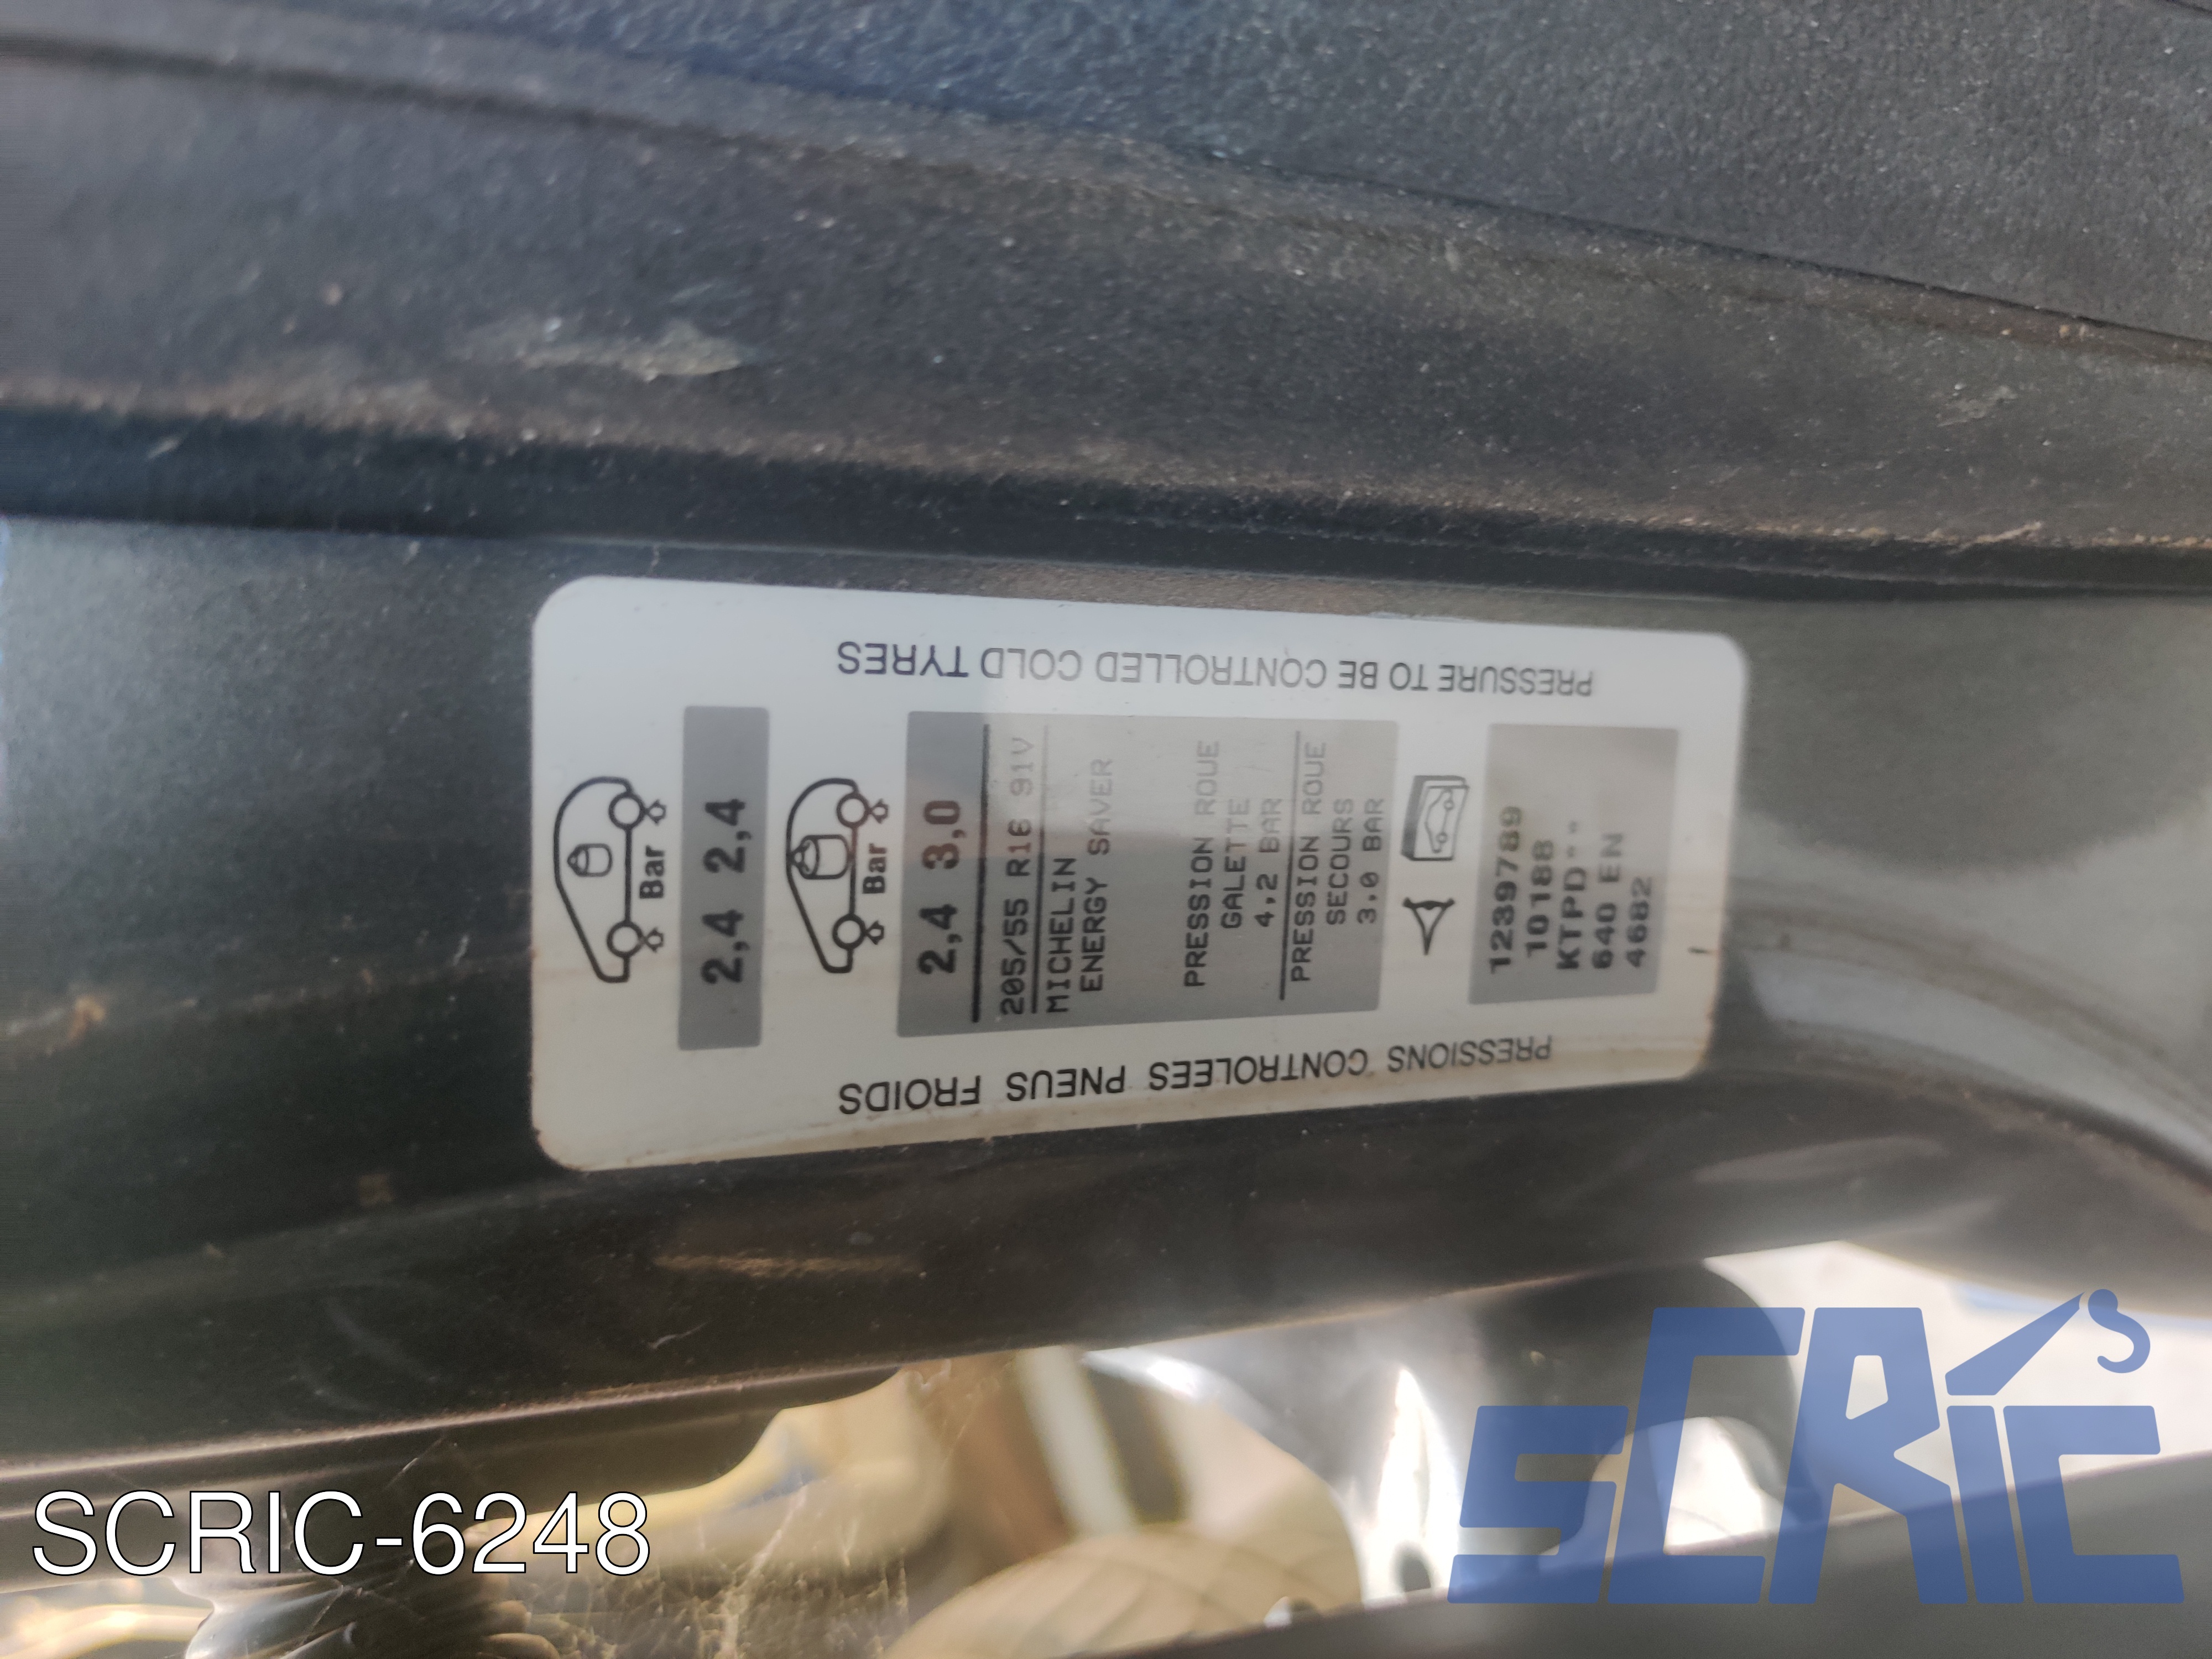 PRESSURE TO BE CONTROLLED COLD TYRES
Bar
2,4 2,4
Bar
2,4 3,0
205/55 R16 91V
MICHELIN
ENERGY SAVER
PRESSION ROUE
GALETTE
4,2 BAR
PRESSION ROUE
SECOURS
3,0 BAR
1239789
10188
KTPD**
640 EN
4682
PRESSIONS CONTROLEES PNEUS FROIDS
SCRIC-6248
SCRIC